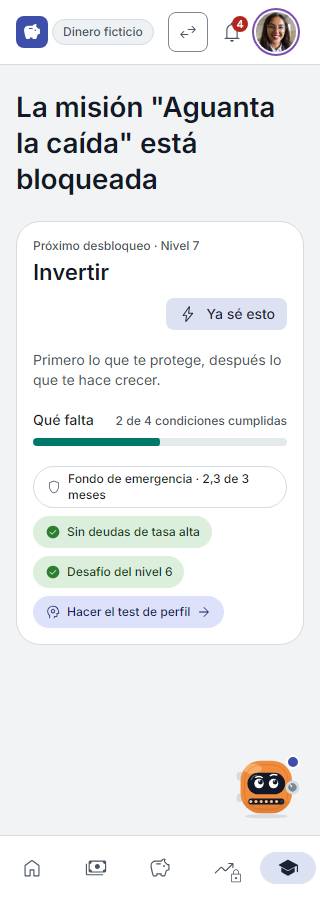 Dinero ficticio
4
La misión "Aguanta
la caída" está
bloqueada
Próximo desbloqueo · Nivel 7
Invertir
Ya sé esto
Primero lo que te protege, después lo
que te hace crecer.
Qué falta
2 de 4 condiciones cumplidas
Fondo de emergencia · 2,3 de 3
meses
Sin deudas de tasa alta
Desafío del nivel 6
Hacer el test de perfil